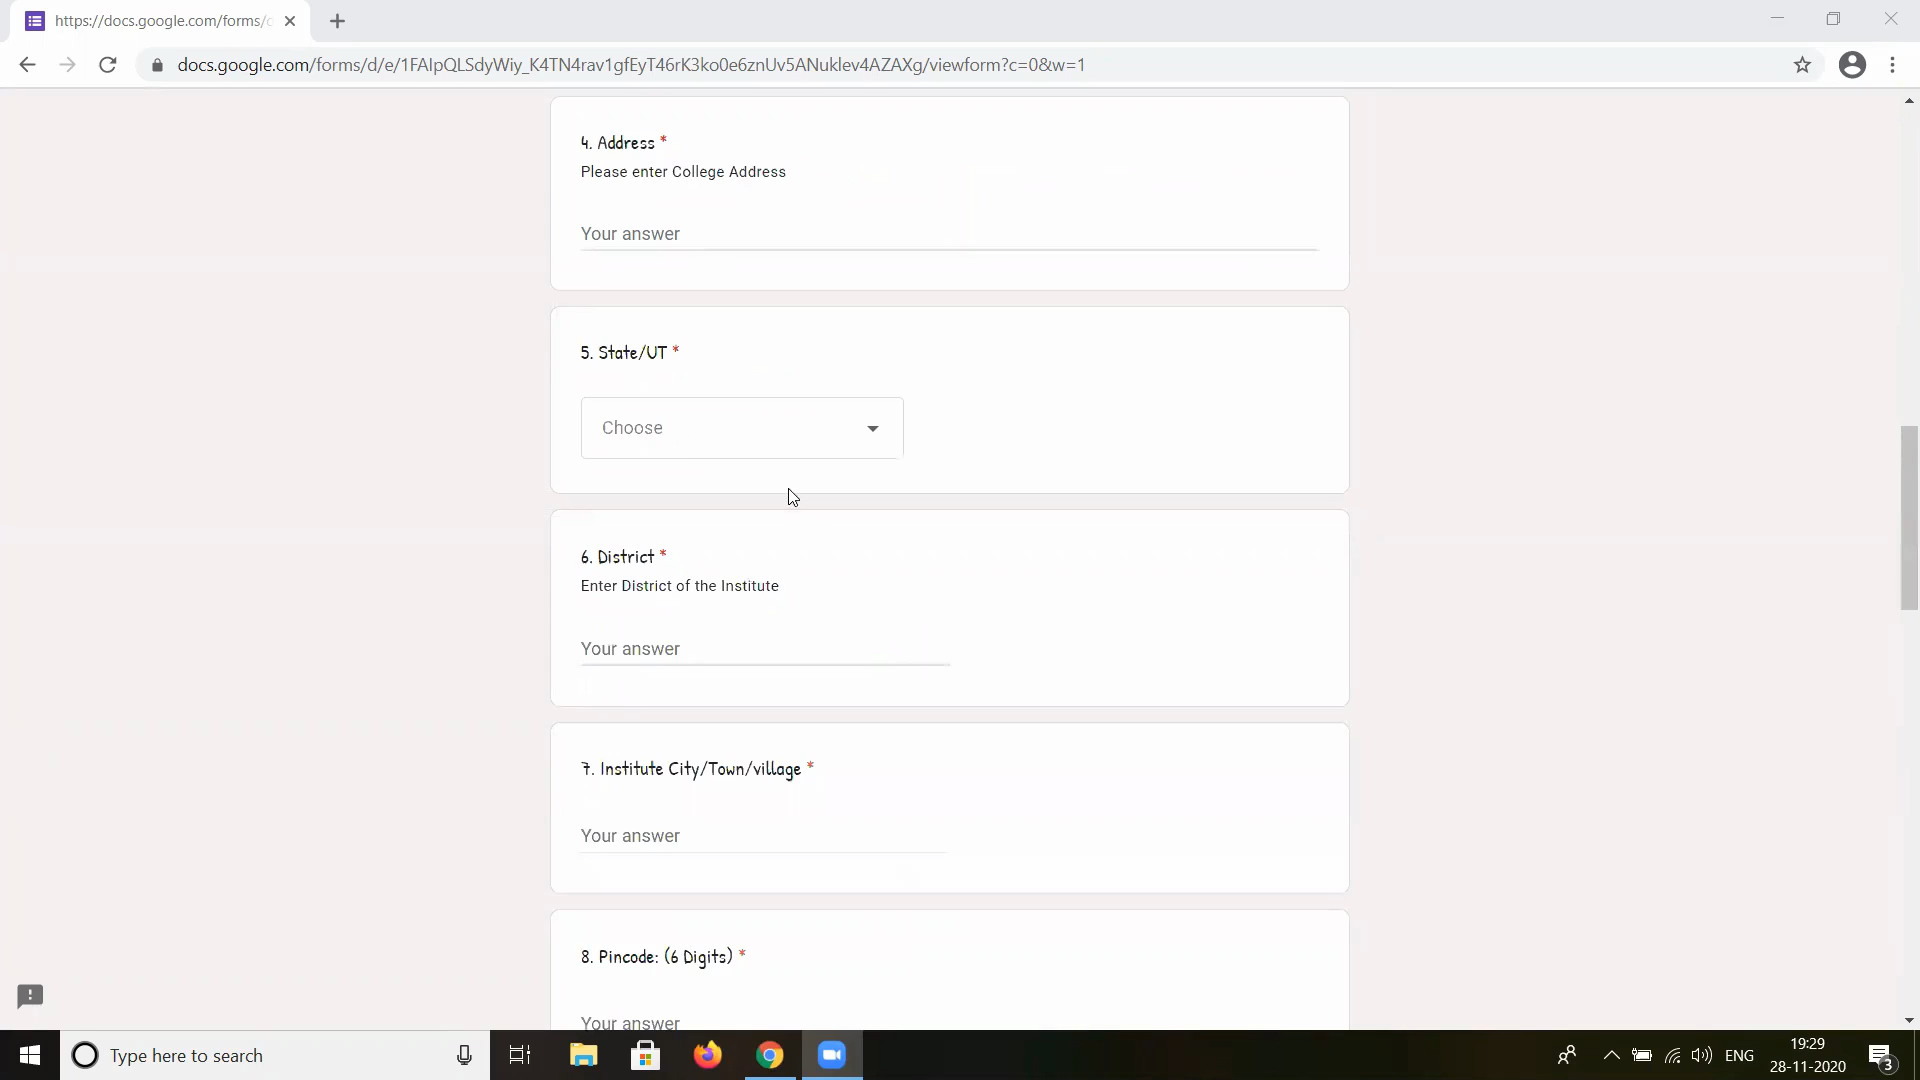 https://docs.google.com/forms/
docs.google.com/forms/d/e/1FAIpQLSdyWiy_K4TN4rav1gfEyT46rK3ko0e6znUv5ANuklev4AZAXg/viewform?c=0&w=1
4. Address *
Please enter College Address
Your answer
5. State/UT *
Choose
6. District *
Enter District of the Institute
Your answer
7. Institute City/Town/village *
Your answer
8. Pincode: (6 Digits) *
Your answer
Type here to search
ENG
19:29
28-11-2020
3